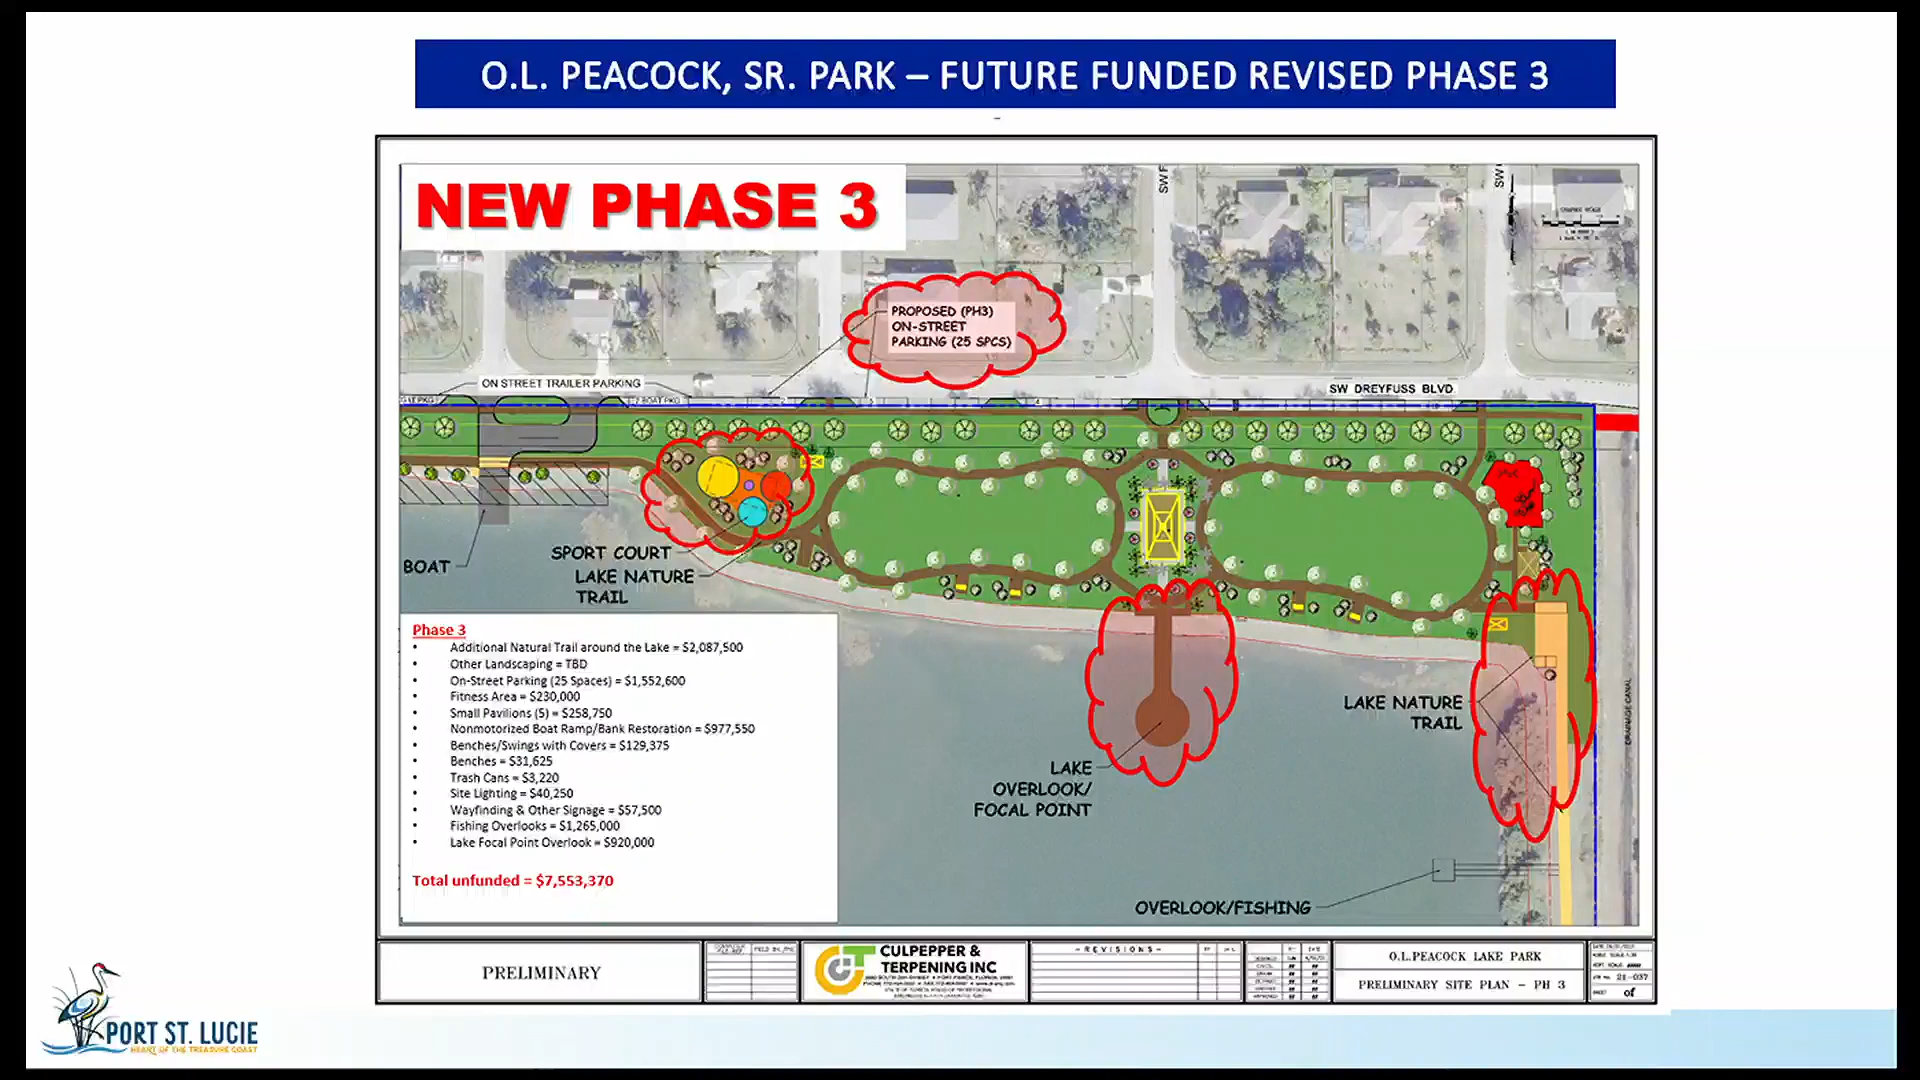 O.L. PEACOCK, SR. PARK – FUTURE FUNDED REVISED PHASE 3
NEW PHASE 3
SW
PROPOSED (PH3)
ON-STREET
PARKING (25 SPCS)
ON STREET TRAILER PARKING
SW DREYFUSS BLVD
BOAT
SPORT COURT
LAKE NATURE
TRAIL
Phase 3
• Additional Natural Trail around the Lake = $2,087,500
• Other Landscaping = TBD
• On-Street Parking (25 Spaces) = $1,552,600
• Fitness Area = $230,000
• Small Pavilions (5) = $258,750
• Nonmotorized Boat Ramp/Bank Restoration = $977,550
• Benches/Swings with Covers = $129,375
• Benches = $31,625
• Trash Cans = $3,220
• Site Lighting = $40,250
• Wayfinding & Other Signage = $57,500
• Fishing Overlooks = $1,265,000
• Lake Focal Point Overlook = $920,000
Total unfunded = $7,553,370
LAKE
OVERLOOK/
FOCAL POINT
LAKE NATURE
TRAIL
DRAINAGE CANAL
OVERLOOK/FISHING
PRELIMINARY
CULPEPPER &
TERPENING INC
-REVISIONS-
O.L.PEACOCK LAKE PARK
PRELIMINARY SITE PLAN - PH 3
21-037
of
PORT ST. LUCIE
HEART OF THE TREASURE COAST